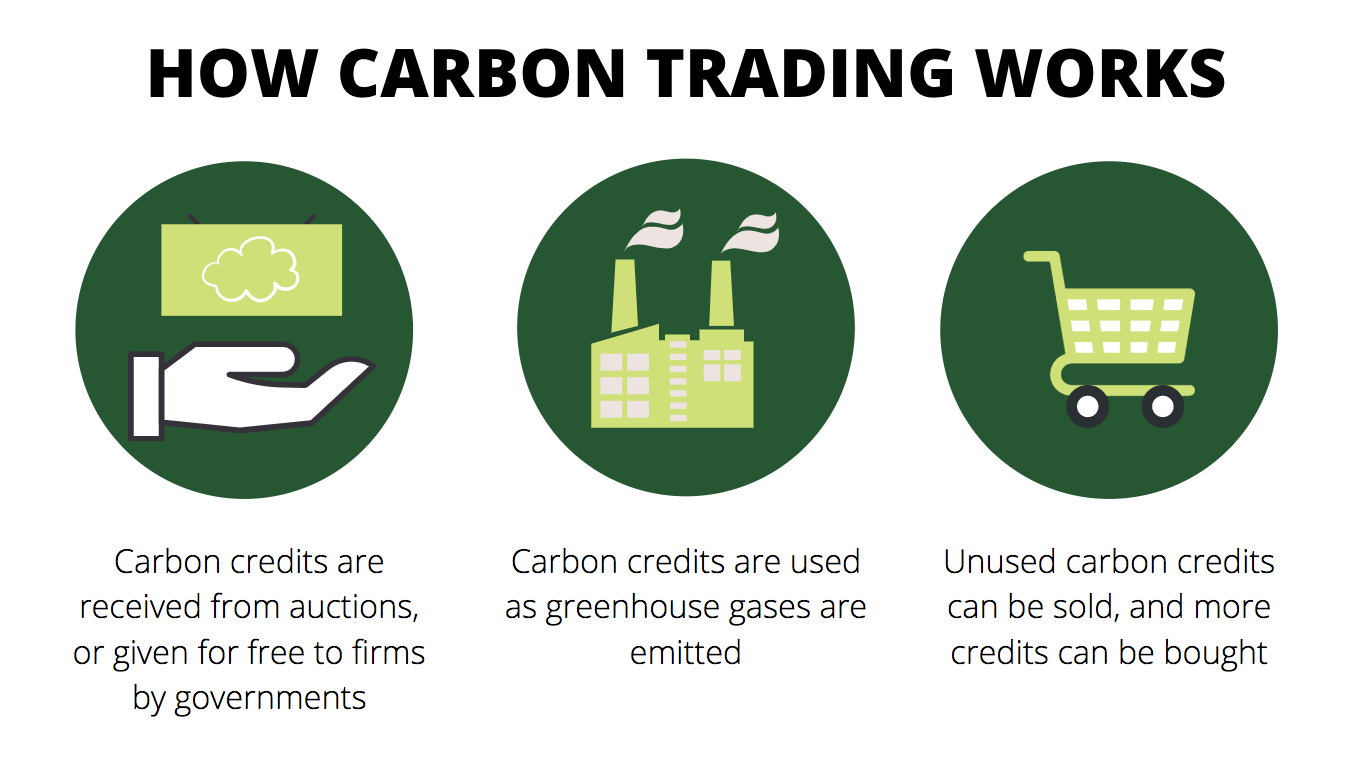 HOW CARBON TRADING WORKS
Carbon credits are
received from auctions,
or given for free to firms
by governments
Carbon credits are used
as greenhouse gases are
emitted
Unused carbon credits
can be sold, and more
credits can be bought